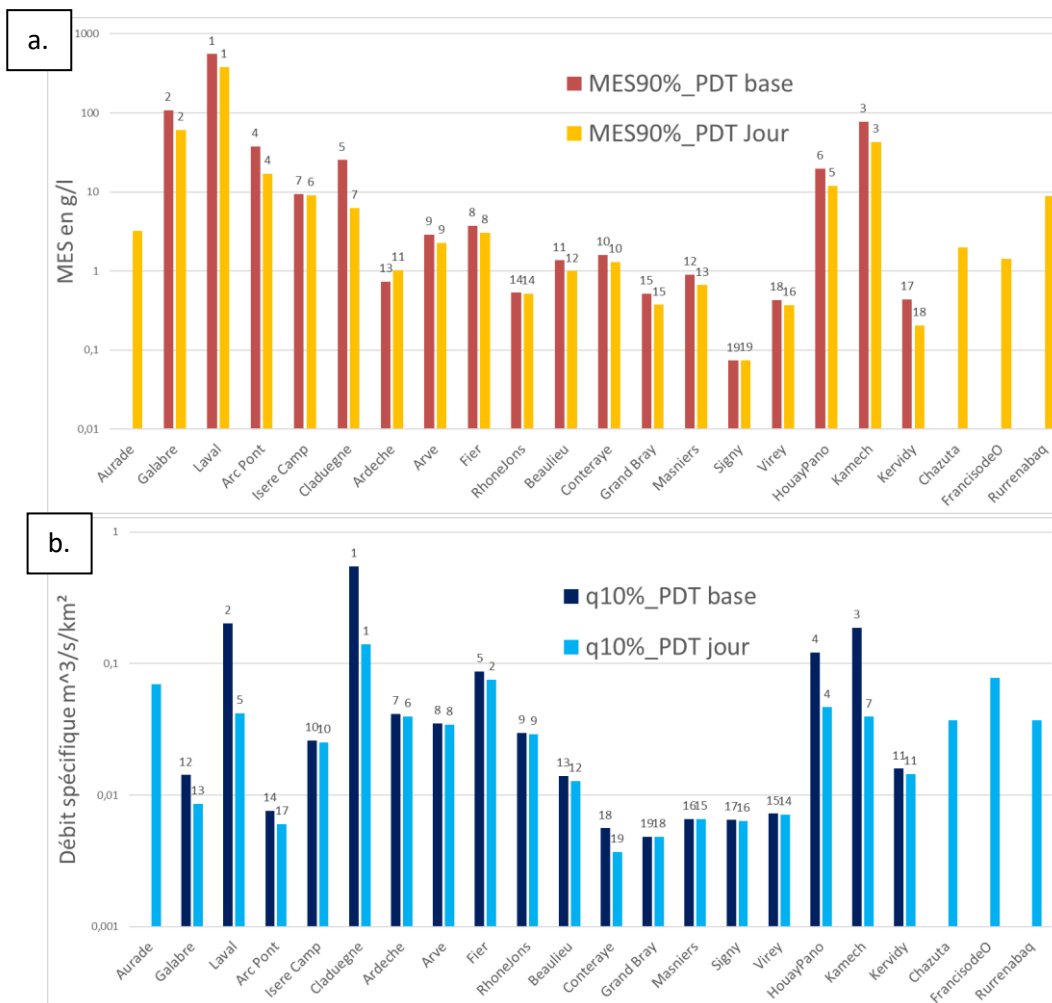 a.
1000
100
10
1
0,1
0,01
MES en g/l
MES90%_PDT base
MES90%_PDT Jour
2 2 1 1 4 4 7 6 5 7 13 11 9 9 8 8 14 14 11 12 10 10 15 15 12 13 19 19 18 16 6 5 3 3 17 18
Aurade
Galabre
Laval
Arc Pont
Isere Camp
Claduegne
Ardeche
Arve
Fier
RhoneJons
Beaulieu
Conteraye
Grand Bray
Masniers
Signy
Virey
HouayPano
Kamech
Kervidy
Chazuta
FrancisodeO
Rurrenabaq
b.
1
0,1
0,01
0,001
Débit spécifique m^3/s/km²
q10%_PDT base
q10%_PDT jour
12 13 2 5 14 17 10 10 1 1 7 6 8 8 5 2 9 9 13 12 18 19 19 18 16 15 17 16 15 14 4 4 3 7 11 11
Aurade
Galabre
Laval
Arc Pont
Isere Camp
Claduegne
Ardeche
Arve
Fier
RhoneJons
Beaulieu
Conteraye
Grand Bray
Masniers
Signy
Virey
HouayPano
Kamech
Kervidy
Chazuta
FrancisodeO
Rurrenabaq